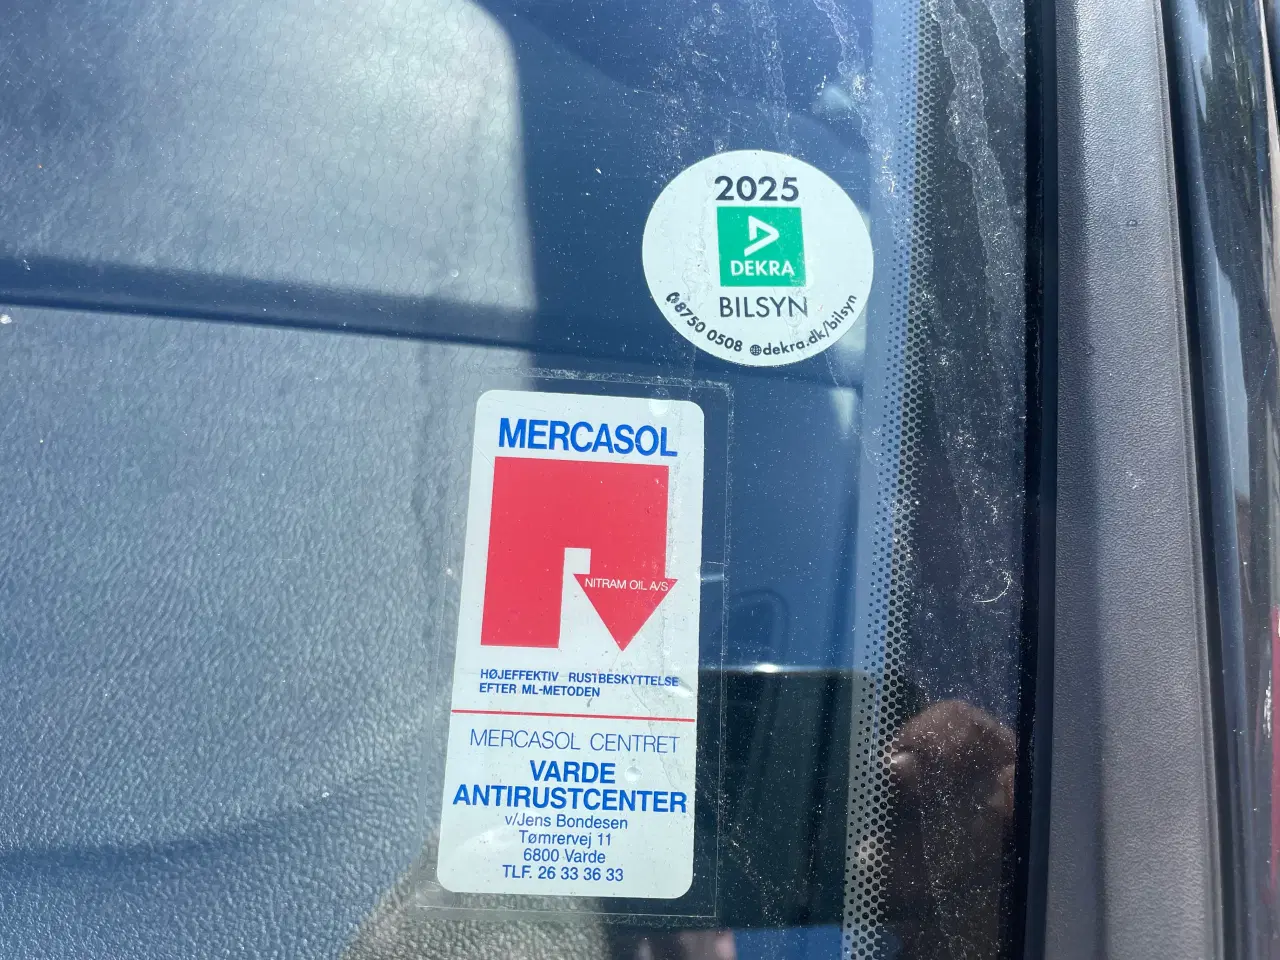 2025
DEKRA
BILSYN
8750 0508 dekra.dk/bilsyn
MERCASOL
NITRAM OIL A/S
HØJEFFEKTIV RUSTBESKYTTELSE
EFTER ML-METODEN
MERCASOL CENTRET
VARDE
ANTIRUSTCENTER
v/Jens Bondesen
Tømrervej 11
6800 Varde
TLF. 26 33 36 33